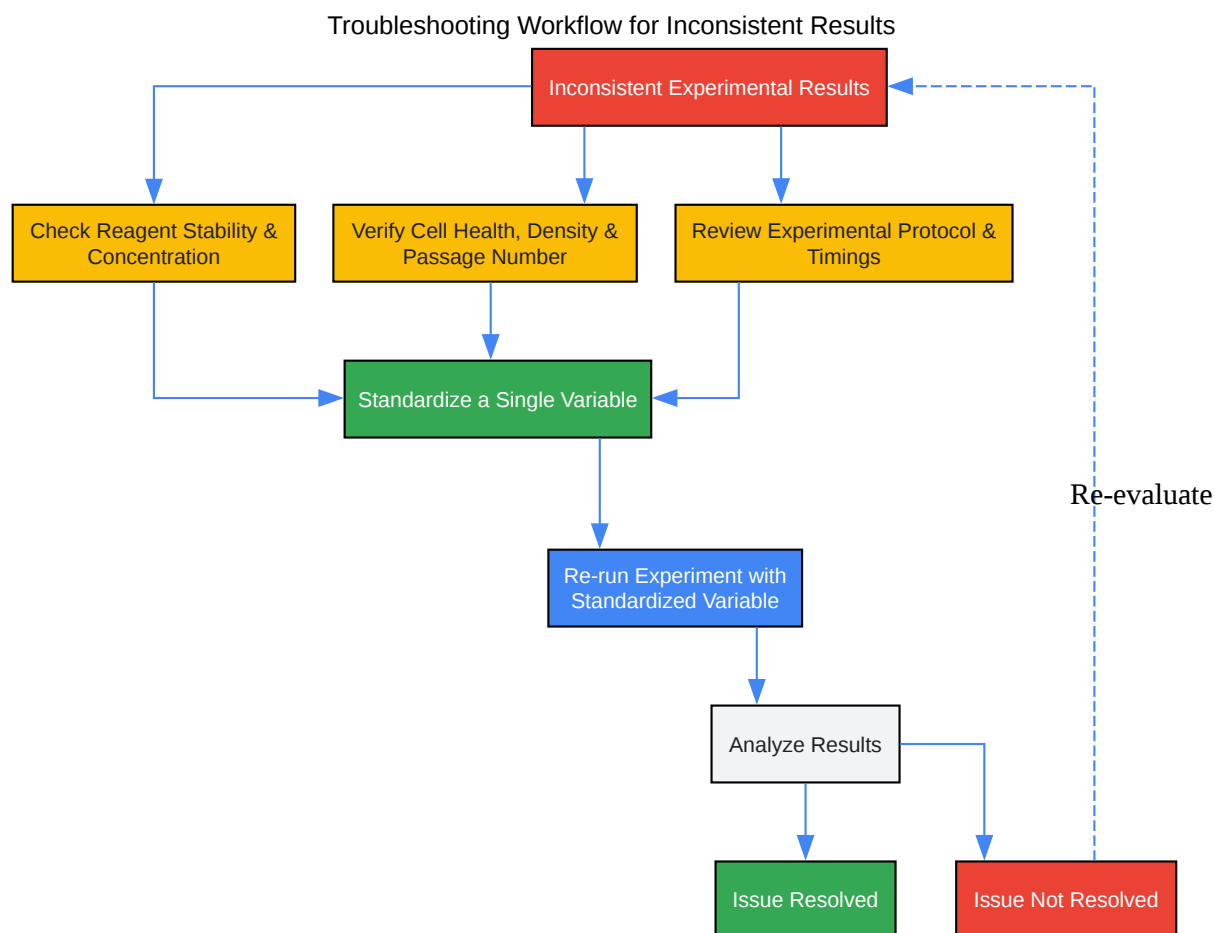 Troubleshooting Workflow for Inconsistent Results
Inconsistent Experimental Results
Check Reagent Stability &
Concentration
Verify Cell Health, Density &
Passage Number
Review Experimental Protocol &
Timings
Standardize a Single Variable
Re-evaluate
Re-run Experiment with
Standardized Variable
Analyze Results
Issue Resolved
Issue Not Resolved